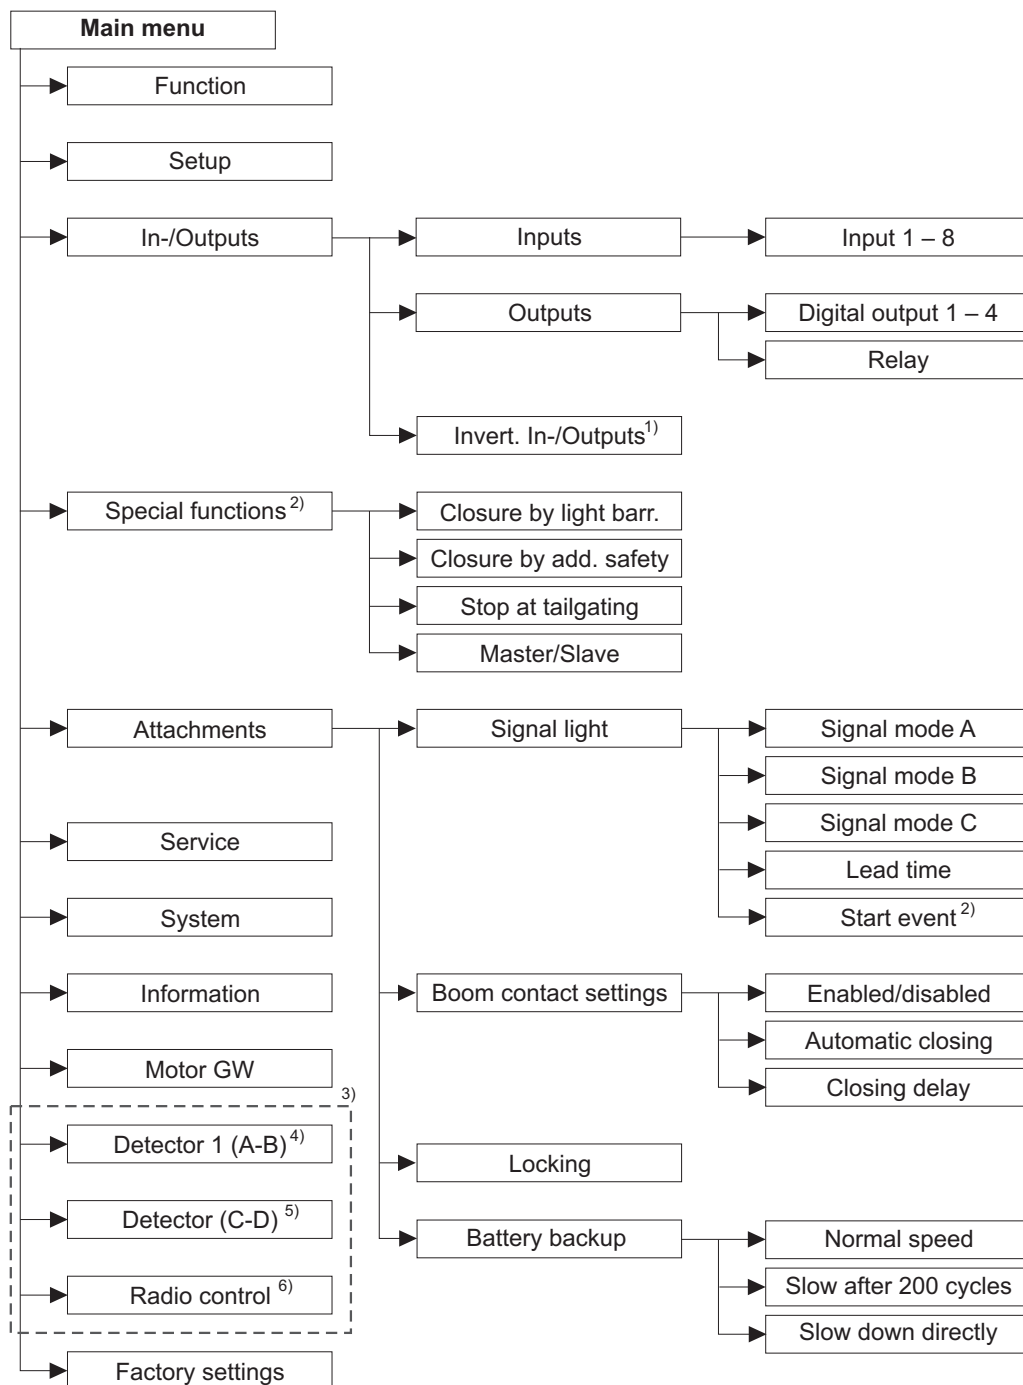 Main menu
Function
Setup
In-/Outputs
Inputs
Input 1 – 8
Outputs
Digital output 1 – 4
Relay
Invert. In-/Outputs 1)
Special functions 2)
Closure by light barr.
Closure by add. safety
Stop at tailgating
Master/Slave
Attachments
Signal light
Signal mode A
Signal mode B
Signal mode C
Lead time
Start event 2)
Boom contact settings
Enabled/disabled
Automatic closing
Closing delay
Locking
Battery backup
Normal speed
Slow after 200 cycles
Slow down directly
Service
System
Information
Motor GW
3)
Detector 1 (A-B) 4)
Detector (C-D) 5)
Radio control 6)
Factory settings